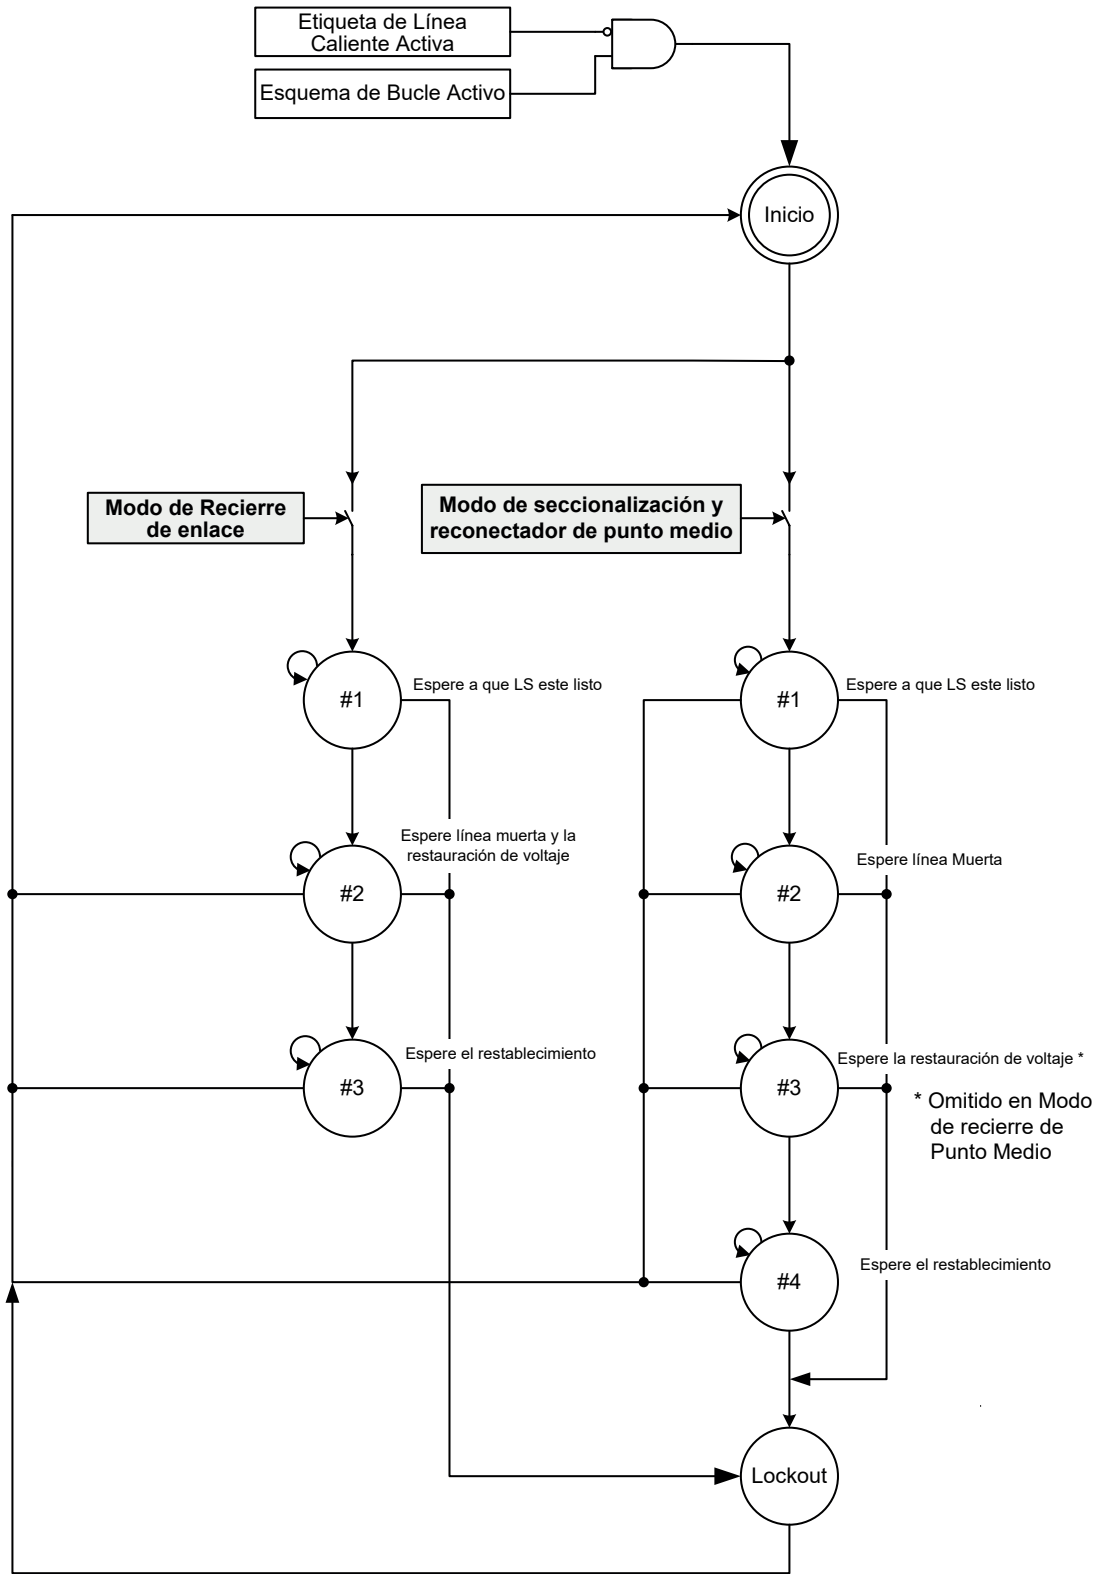 Etiqueta de Línea
Caliente Activa
Esquema de Bucle Activo
Inicio
Modo de Recierre
de enlace
Modo de seccionalización y
reconectador de punto medio
#1
Espere a que LS este listo
#1
Espere a que LS este listo
#2
Espere línea muerta y la
restauración de voltaje
#2
Espere línea Muerta
#3
Espere el restablecimiento
#3
Espere la restauración de voltaje *
* Omitido en Modo
de recierre de
Punto Medio
#4
Espere el restablecimiento
Lockout